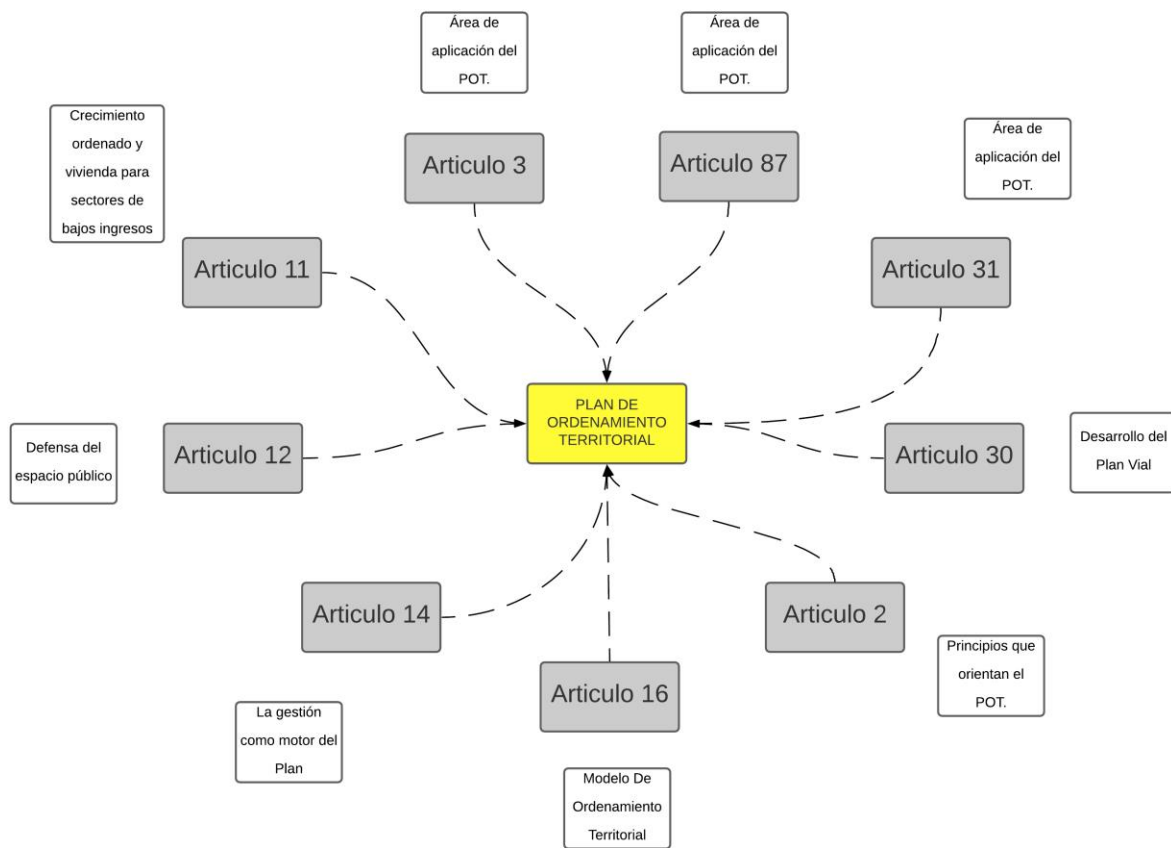 Área de
aplicación del
POT.
Área de
aplicación del
POT.
Crecimiento
ordenado y
vivienda para
sectores de
bajos ingresos
Área de
aplicación del
POT.
Articulo 3
Articulo 87
Articulo 11
Articulo 31
PLAN DE
ORDENAMIENTO
TERRITORIAL
Defensa del
espacio público
Articulo 12
Articulo 30
Desarrollo del
Plan Vial
Articulo 14
Articulo 2
Articulo 16
Principios que
orientan el
POT.
La gestión
como motor del
Plan
Modelo De
Ordenamiento
Territorial